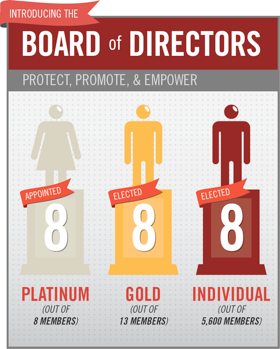 INTRODUCING THE
BOARD of DIRECTORS
PROTECT, PROMOTE, & EMPOWER
APPOINTED
8
ELECTED
8
ELECTED
8
PLATINUM
(OUT OF
8 MEMBERS)
GOLD
(OUT OF
13 MEMBERS)
INDIVIDUAL
(OUT OF
5,600 MEMBERS)